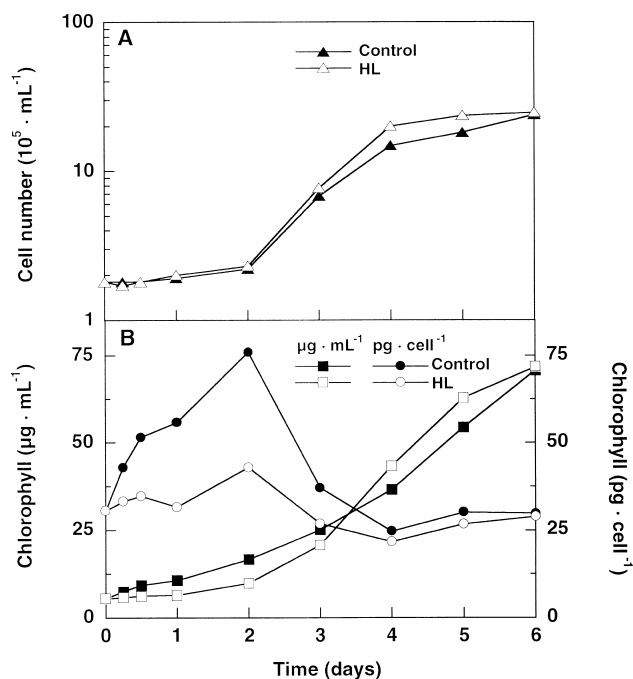 A
Control
HL
100
10
1
Cell number (10⁵ · mL⁻¹)
B
µg · mL⁻¹ pg · cell⁻¹
Control
HL
75
50
25
0
Chlorophyll (µg · mL⁻¹)
75
50
25
0
Chlorophyll (pg · cell⁻¹)
0 1 2 3 4 5 6
Time (days)